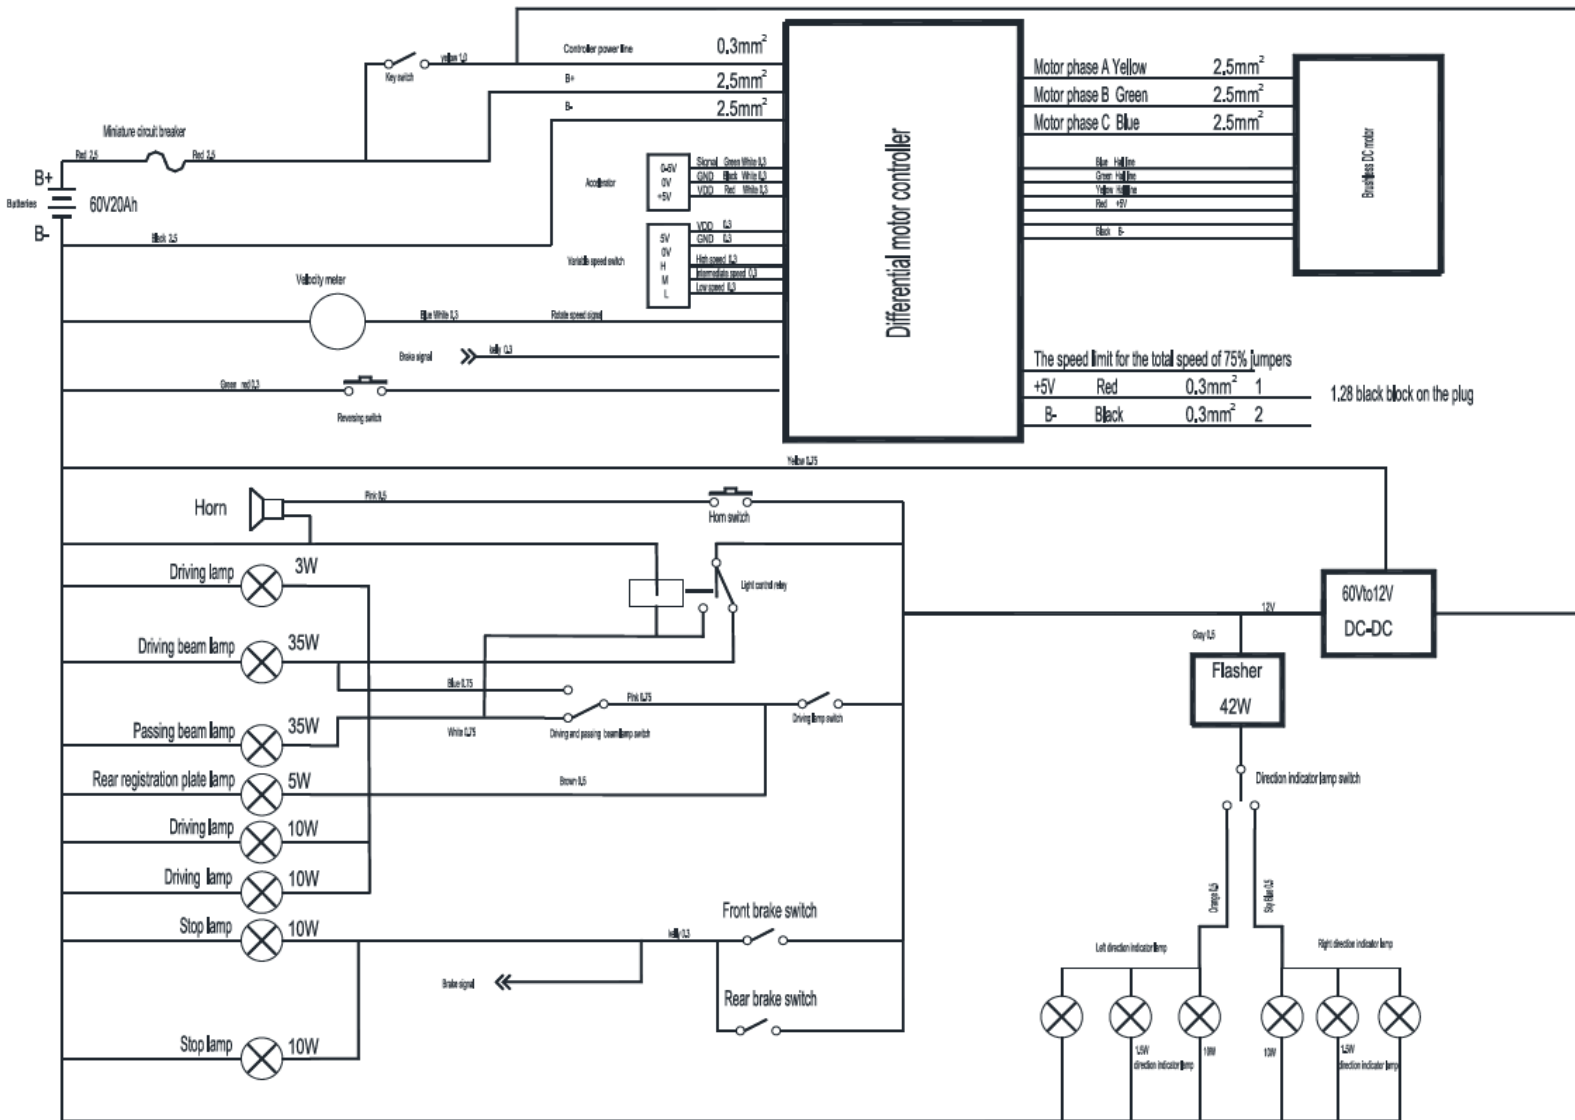 yellow 1.0
Key switch
Controller power line 0.3mm²
B+ 2.5mm²
B- 2.5mm²
Miniature circuit breaker
Red 2.5
Red 2.5
B+
Batteries
60V20Ah
B-
Black 2.5
Accellerator
0-5V
0V
+5V
Signal Green White 0.3
GND Black White 0.3
VDD Red White 0.3
Variable speed switch
5V
0V
H
M
L
VDD 0.3
GND 0.3
High speed 0.3
Intermediate speed 0.3
Low speed 0.3
Velocity meter
Blue White 0.3
Rotate speed signal
Brake signal
kelly 0.3
Green red 0.3
Reversing switch
Differential motor controller
Motor phase A Yellow 2.5mm²
Motor phase B Green 2.5mm²
Motor phase C Blue 2.5mm²
Blue Hall line
Green Hall line
Yellow Hall line
Red +5V
Black B-
Brushless DC motor
The speed limit for the total speed of 75% jumpers
+5V Red 0.3mm² 1
B- Black 0.3mm² 2
1.28 black block on the plug
Yellow 0.75
Horn
Pink 0.5
Horn switch
Light control relay
Driving lamp 3W
Driving beam lamp 35W
Blue 0.75
Pink 0.75
Driving lamp switch
Passing beam lamp 35W
White 0.75
Driving and passing beam lamp switch
Rear registration plate lamp 5W
Brown 0.5
Driving lamp 10W
Driving lamp 10W
Stop lamp 10W
kelly 0.3
Front brake switch
Brake signal
Rear brake switch
Stop lamp 10W
12V
60Vto12V
DC-DC
Gray 0.5
Flasher
42W
Direction indicator lamp switch
Orange 0.5
Sky Blue 0.5
Left direction indicator lamp
Right direction indicator lamp
1.5W
direction indicator lamp
10W
10W
1.5W
direction indicator lamp